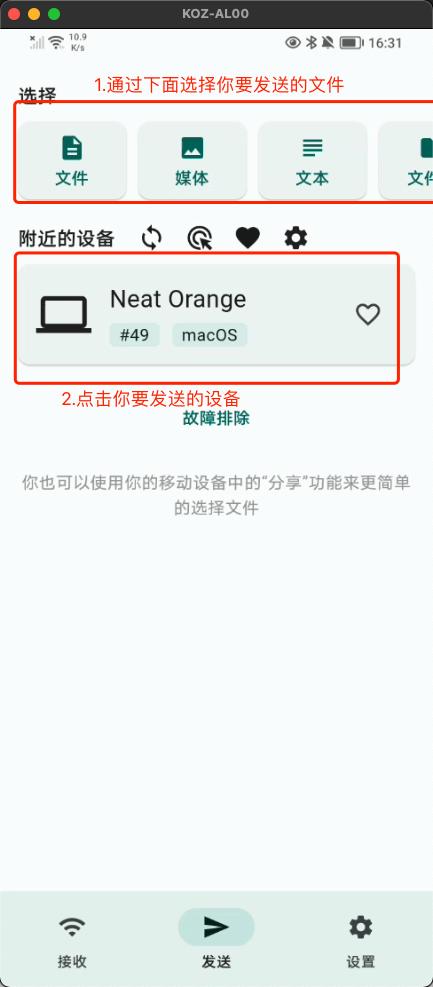 KOZ-AL00
10.9
K/s
16:31
1.通过下面选择你要发送的文件
选择
文件
媒体
文本
文件
附近的设备
Neat Orange
#49
macOS
2.点击你要发送的设备
故障排除
你也可以使用你的移动设备中的“分享”功能来更简单
的选择文件
接收
发送
设置